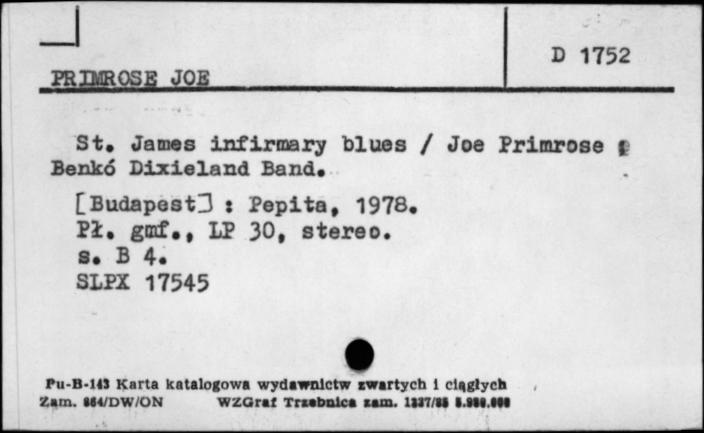 D 1752
PRIMROSE JOE
St. James infirmary blues / Joe Primrose ;
Benkó Dixieland Band.
[Budapest] : Pepita, 1978.
Pł. gmf., LP 30, stereo.
s. B 4.
SLPX 17545
Pu-B-143 Karta katalogowa wydawnictw zwartych i ciągłych
Zam. 864/DW/ON WZGraf Trzebnica zam.